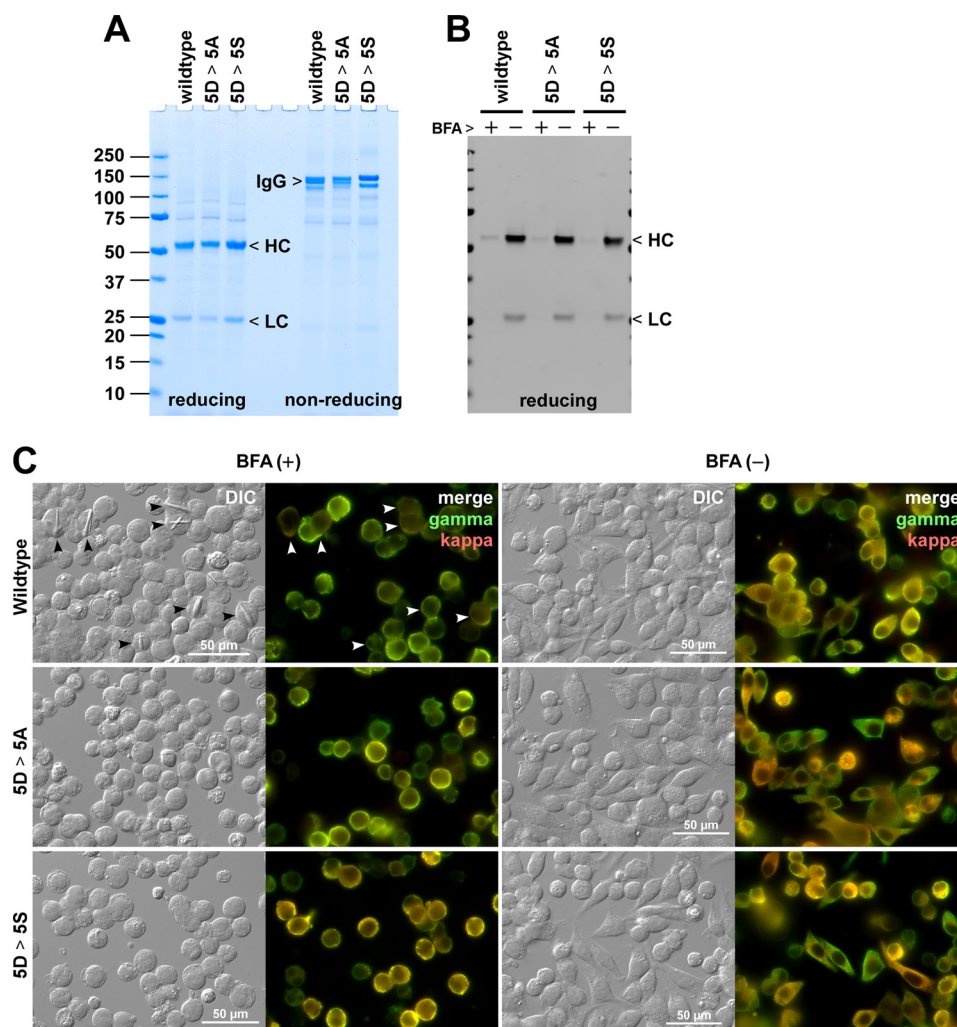 A
wildtype
5D > 5A
5D > 5S
wildtype
5D > 5A
5D > 5S
250
150
100
75
50
37
25
20
15
10
IgG >
< HC
< LC
reducing
non-reducing
B
wildtype
5D > 5A
5D > 5S
BFA >
+ − + − + −
< HC
< LC
reducing
C
BFA (+)
BFA (−)
Wildtype
DIC
50 µm
merge
gamma
kappa
DIC
50 µm
merge
gamma
kappa
5D > 5A
50 µm
50 µm
5D > 5S
50 µm
50 µm